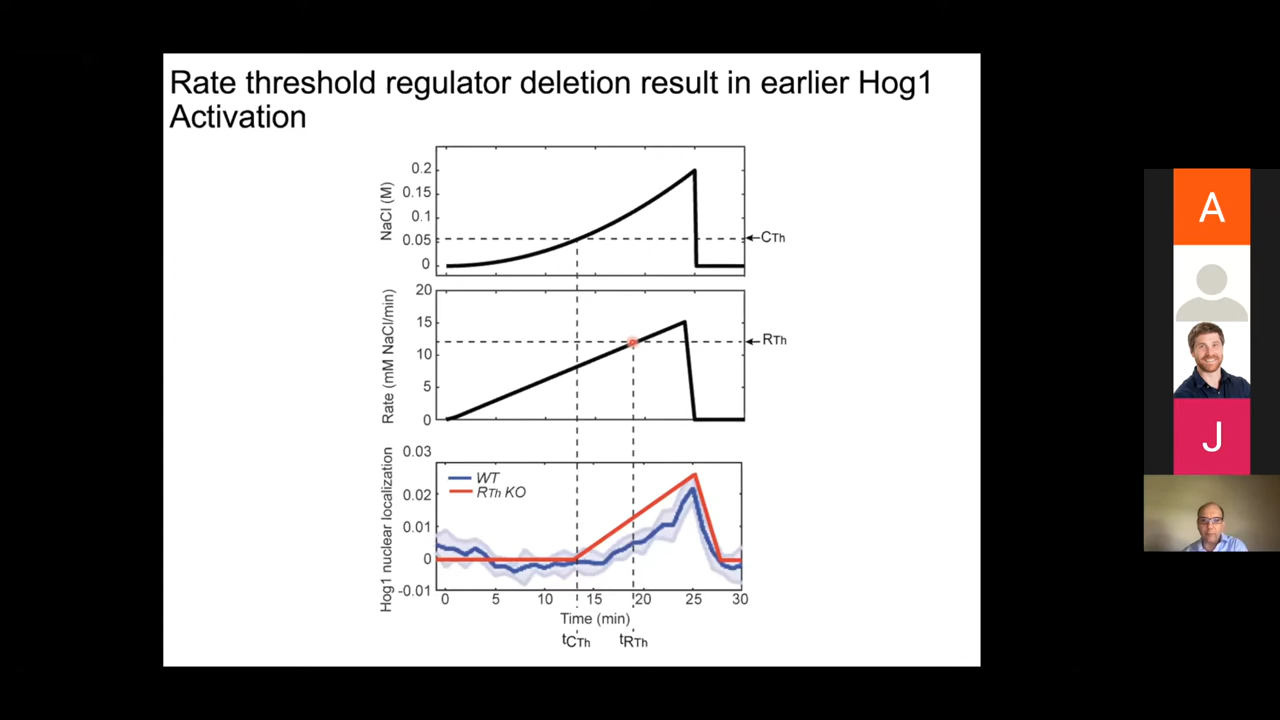 Rate threshold regulator deletion result in earlier Hog1
Activation
NaCl (M)
0.2
0.15
0.1
0.05
0
CTh
Rate (mM NaCl/min)
20
15
10
5
0
RTh
Hog1 nuclear localization
0.03
0.02
0.01
0
-0.01
WT
RTh KO
0 5 10 15 20 25 30
Time (min)
tCTh tRTh
A
J